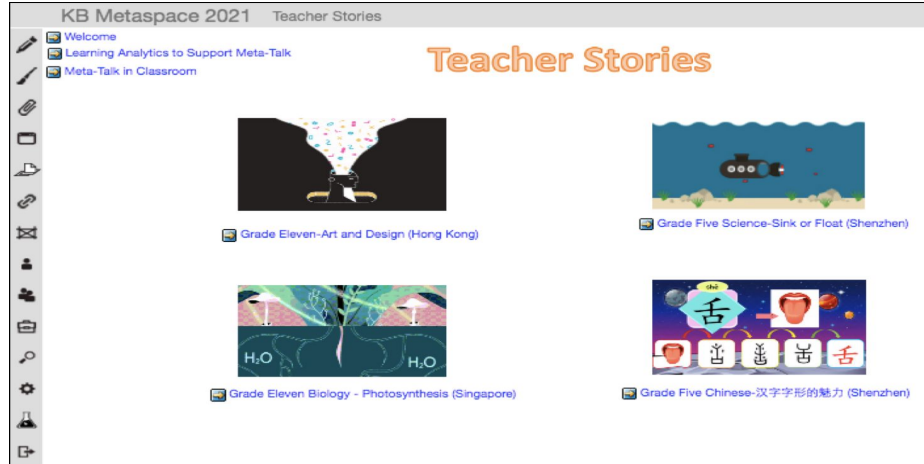 KB Metaspace 2021 Teacher Stories
Welcome
Learning Analytics to Support Meta-Talk
Meta-Talk in Classroom
Teacher Stories
Grade Eleven-Art and Design (Hong Kong)
Grade Five Science-Sink or Float (Shenzhen)
H₂O
H₂O
Grade Eleven Biology - Photosynthesis (Singapore)
shé
舌
舌
舌
Grade Five Chinese-汉字字形的魅力 (Shenzhen)